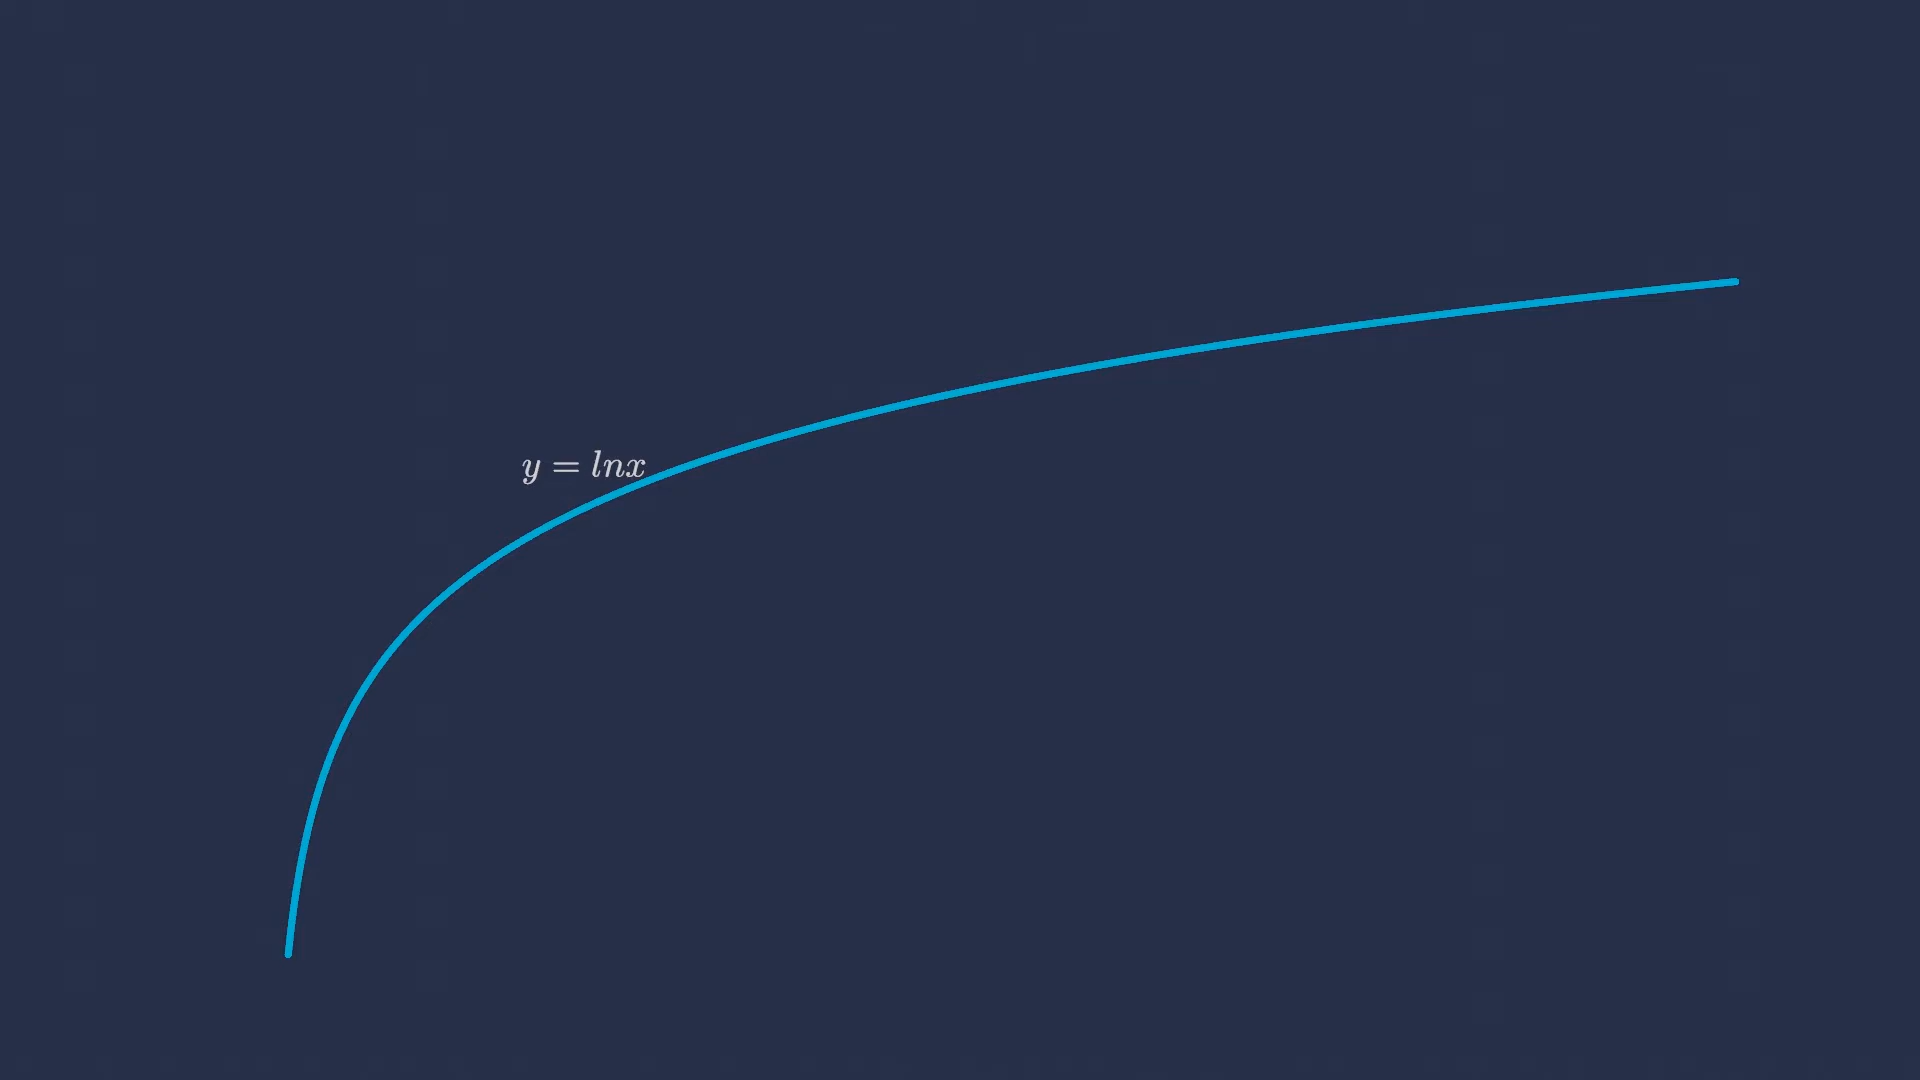 y = lnx